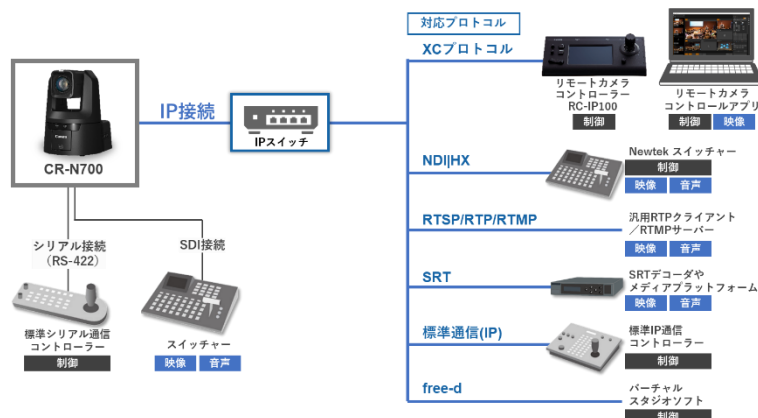 対応プロトコル
XCプロトコル
リモートカメラ
コントローラー
RC-IP100
制御
リモートカメラ
コントロールアプリ
制御
映像
IP接続
IPスイッチ
CR-N700
NDI|HX
Newtek スイッチャー
制御
映像
音声
RTSP/RTP/RTMP
汎用RTPクライアント
／RTMPサーバー
映像
音声
シリアル接続
（RS-422）
SDI接続
SRT
SRTデコーダや
メディアプラットフォーム
映像
音声
標準シリアル通信
コントローラー
制御
スイッチャー
映像
音声
標準通信(IP)
標準IP通信
コントローラー
制御
free-d
バーチャル
スタジオソフト
制御